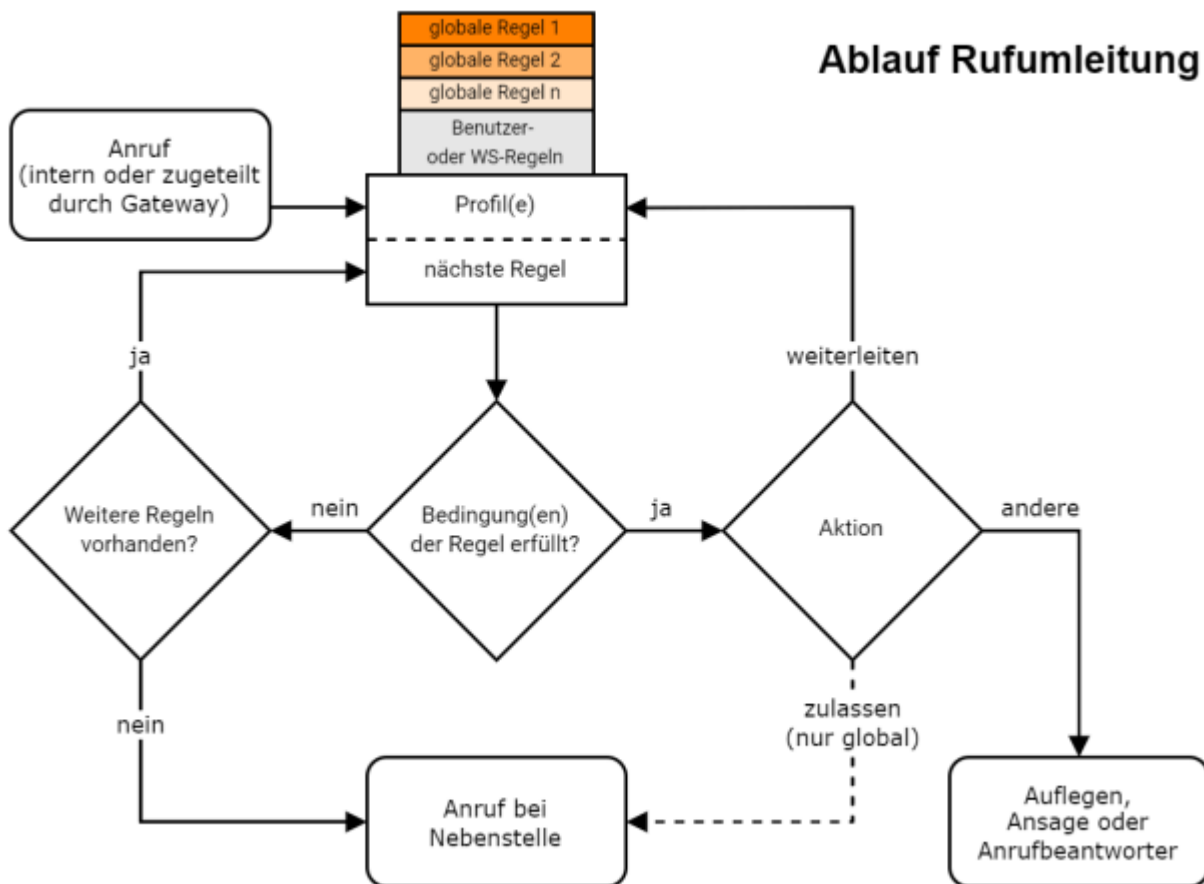 globale Regel 1
Ablauf Rufumleitung
globale Regel 2
globale Regel n
Benutzer-
oder WS-Regeln
Anruf
(intern oder zugeteilt
durch Gateway)
Profil(e)
nächste Regel
ja
weiterleiten
Weitere Regeln
vorhanden?
nein
Bedingung(en)
der Regel erfüllt?
ja
Aktion
andere
nein
zulassen
(nur global)
Anruf bei
Nebenstelle
Auflegen,
Ansage oder
Anrufbeantworter